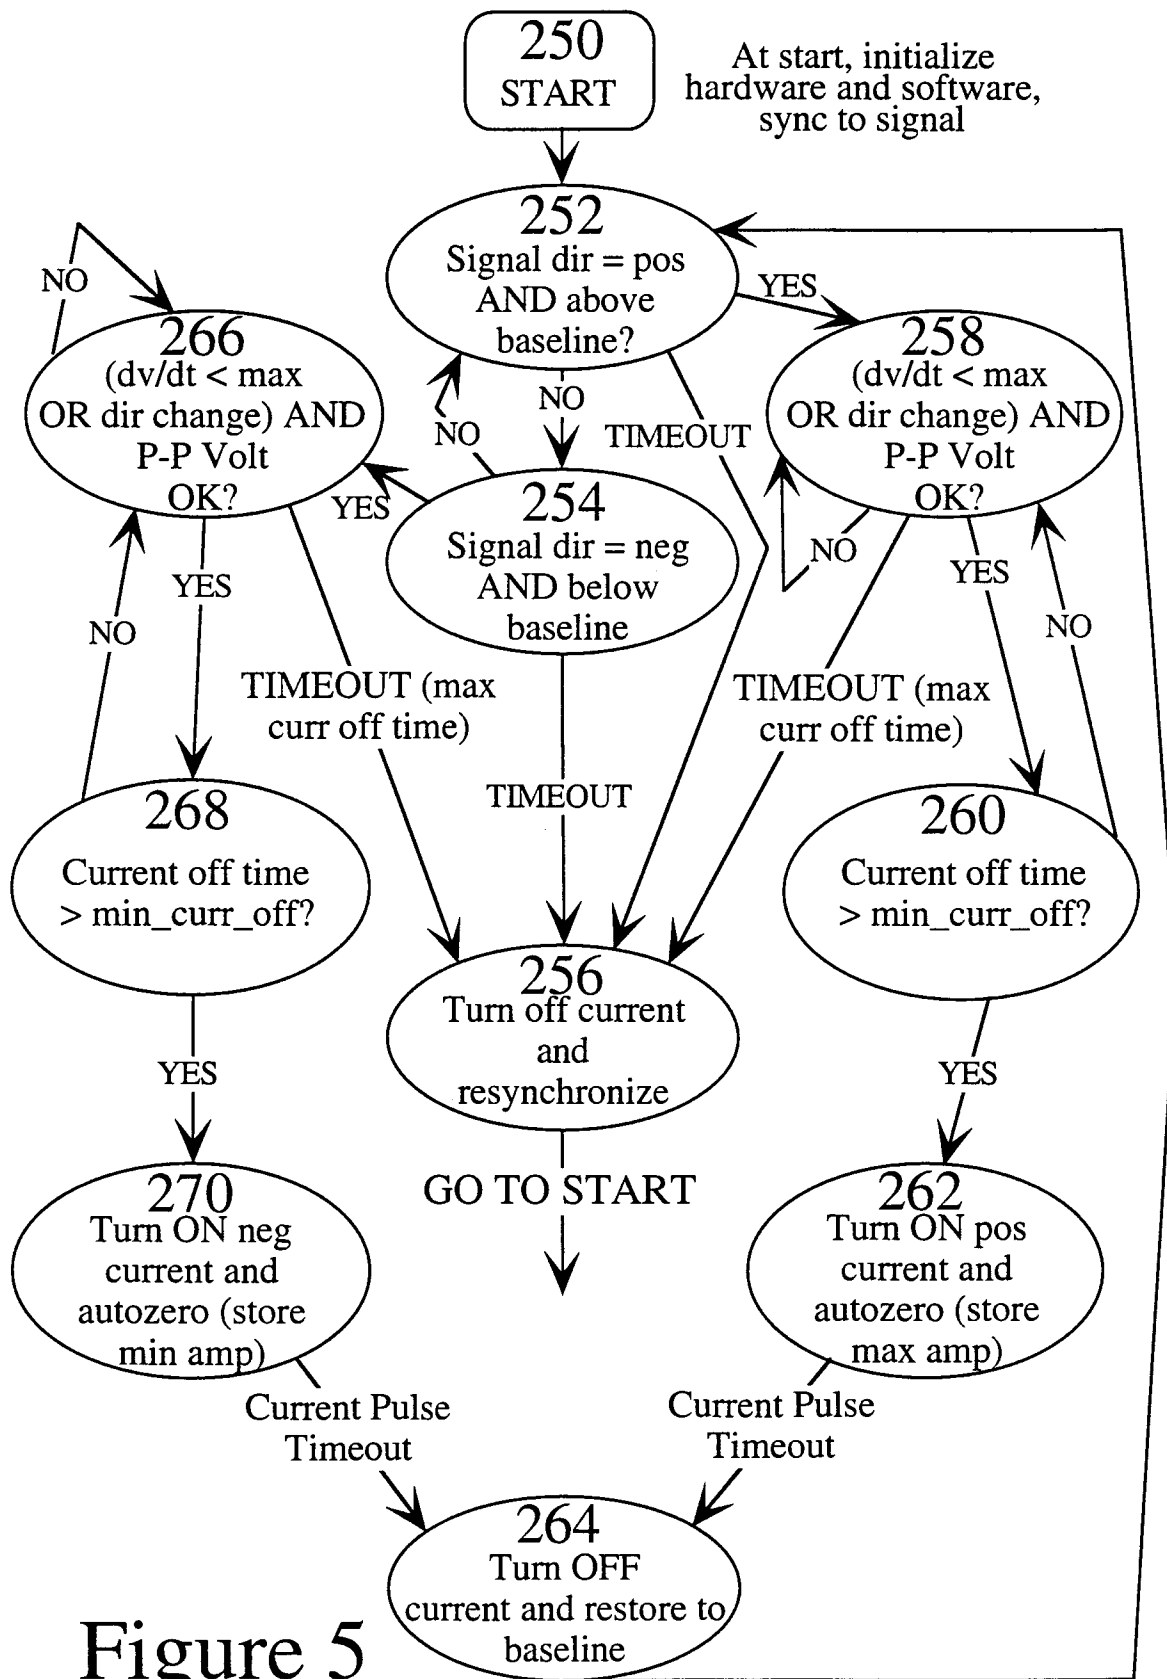 250
START
At start, initialize
hardware and software,
sync to signal
252
Signal dir = pos
AND above
baseline?
NO
YES
266
(dv/dt < max
OR dir change) AND
P-P Volt
OK?
258
(dv/dt < max
OR dir change) AND
P-P Volt
OK?
NO
NO
TIMEOUT
YES
254
Signal dir = neg
AND below
baseline
NO
YES
YES
NO
NO
TIMEOUT (max
curr off time)
TIMEOUT (max
curr off time)
TIMEOUT
268
Current off time
> min_curr_off?
260
Current off time
> min_curr_off?
256
Turn off current
and
resynchronize
YES
YES
GO TO START
270
Turn ON neg
current and
autozero (store
min amp)
262
Turn ON pos
current and
autozero (store
max amp)
Current Pulse
Timeout
Current Pulse
Timeout
264
Turn OFF
current and restore to
baseline
Figure 5